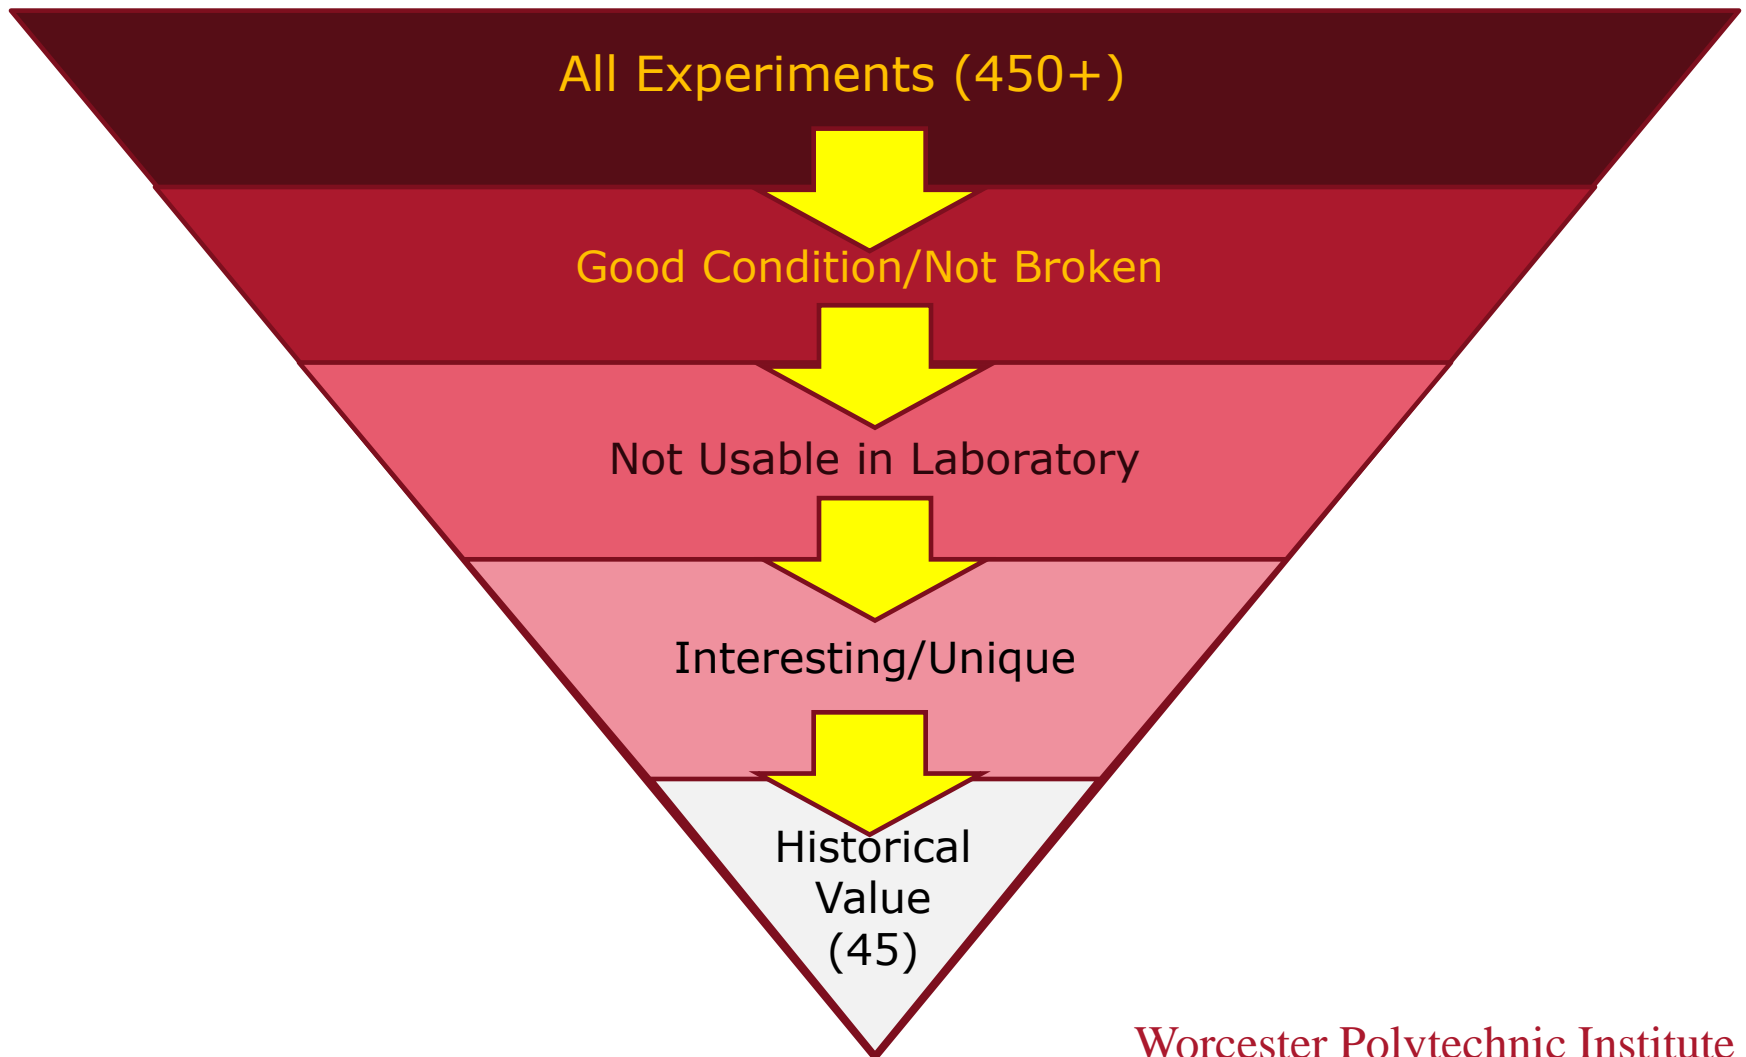 All Experiments (450+)
Good Condition/Not Broken
Not Usable in Laboratory
Interesting/Unique
Historical
Value
(45)
Worcester Polytechnic Institute